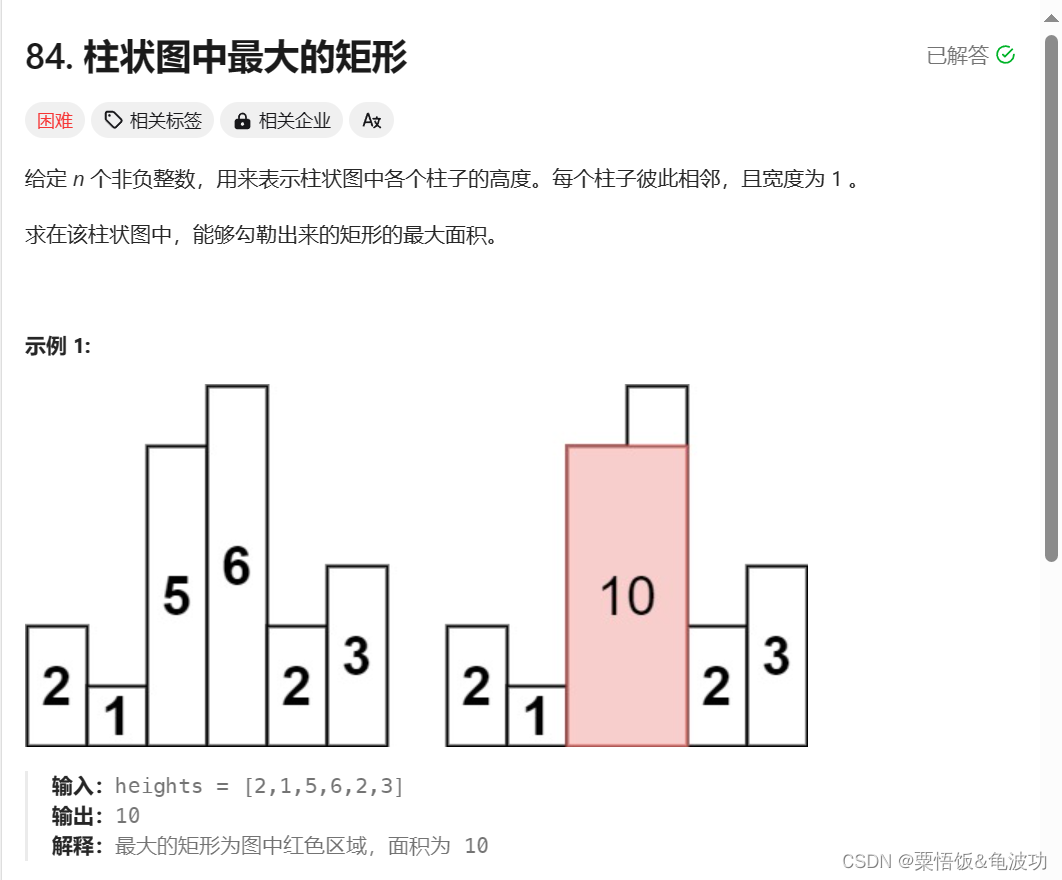 84. 柱状图中最大的矩形
已解答
困难 相关标签 相关企业 A文
给定 n 个非负整数，用来表示柱状图中各个柱子的高度。每个柱子彼此相邻，且宽度为 1 。
求在该柱状图中，能够勾勒出来的矩形的最大面积。
示例 1:
2 1 5 6 2 3
2 1 10 2 3
输入：heights = [2,1,5,6,2,3]
输出：10
解释：最大的矩形为图中红色区域，面积为 10
CSDN @粟悟饭&龟波功